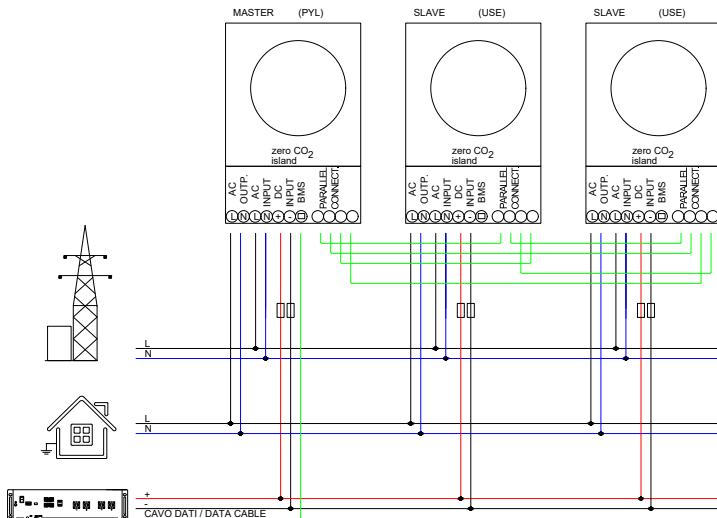 MASTER (PYL)
SLAVE (USE)
SLAVE (USE)
zero CO2
island
zero CO2
island
zero CO2
island
AC OUTP.
AC INPUT
DC INPUT
BMS
PARALLEL CONNECT.
AC OUTP.
AC INPUT
DC INPUT
BMS
PARALLEL CONNECT.
AC OUTP.
AC INPUT
DC INPUT
BMS
PARALLEL CONNECT.
L N L N + -
L N L N + -
L N L N + -
L
N
L
N
+
-
CAVO DATI / DATA CABLE